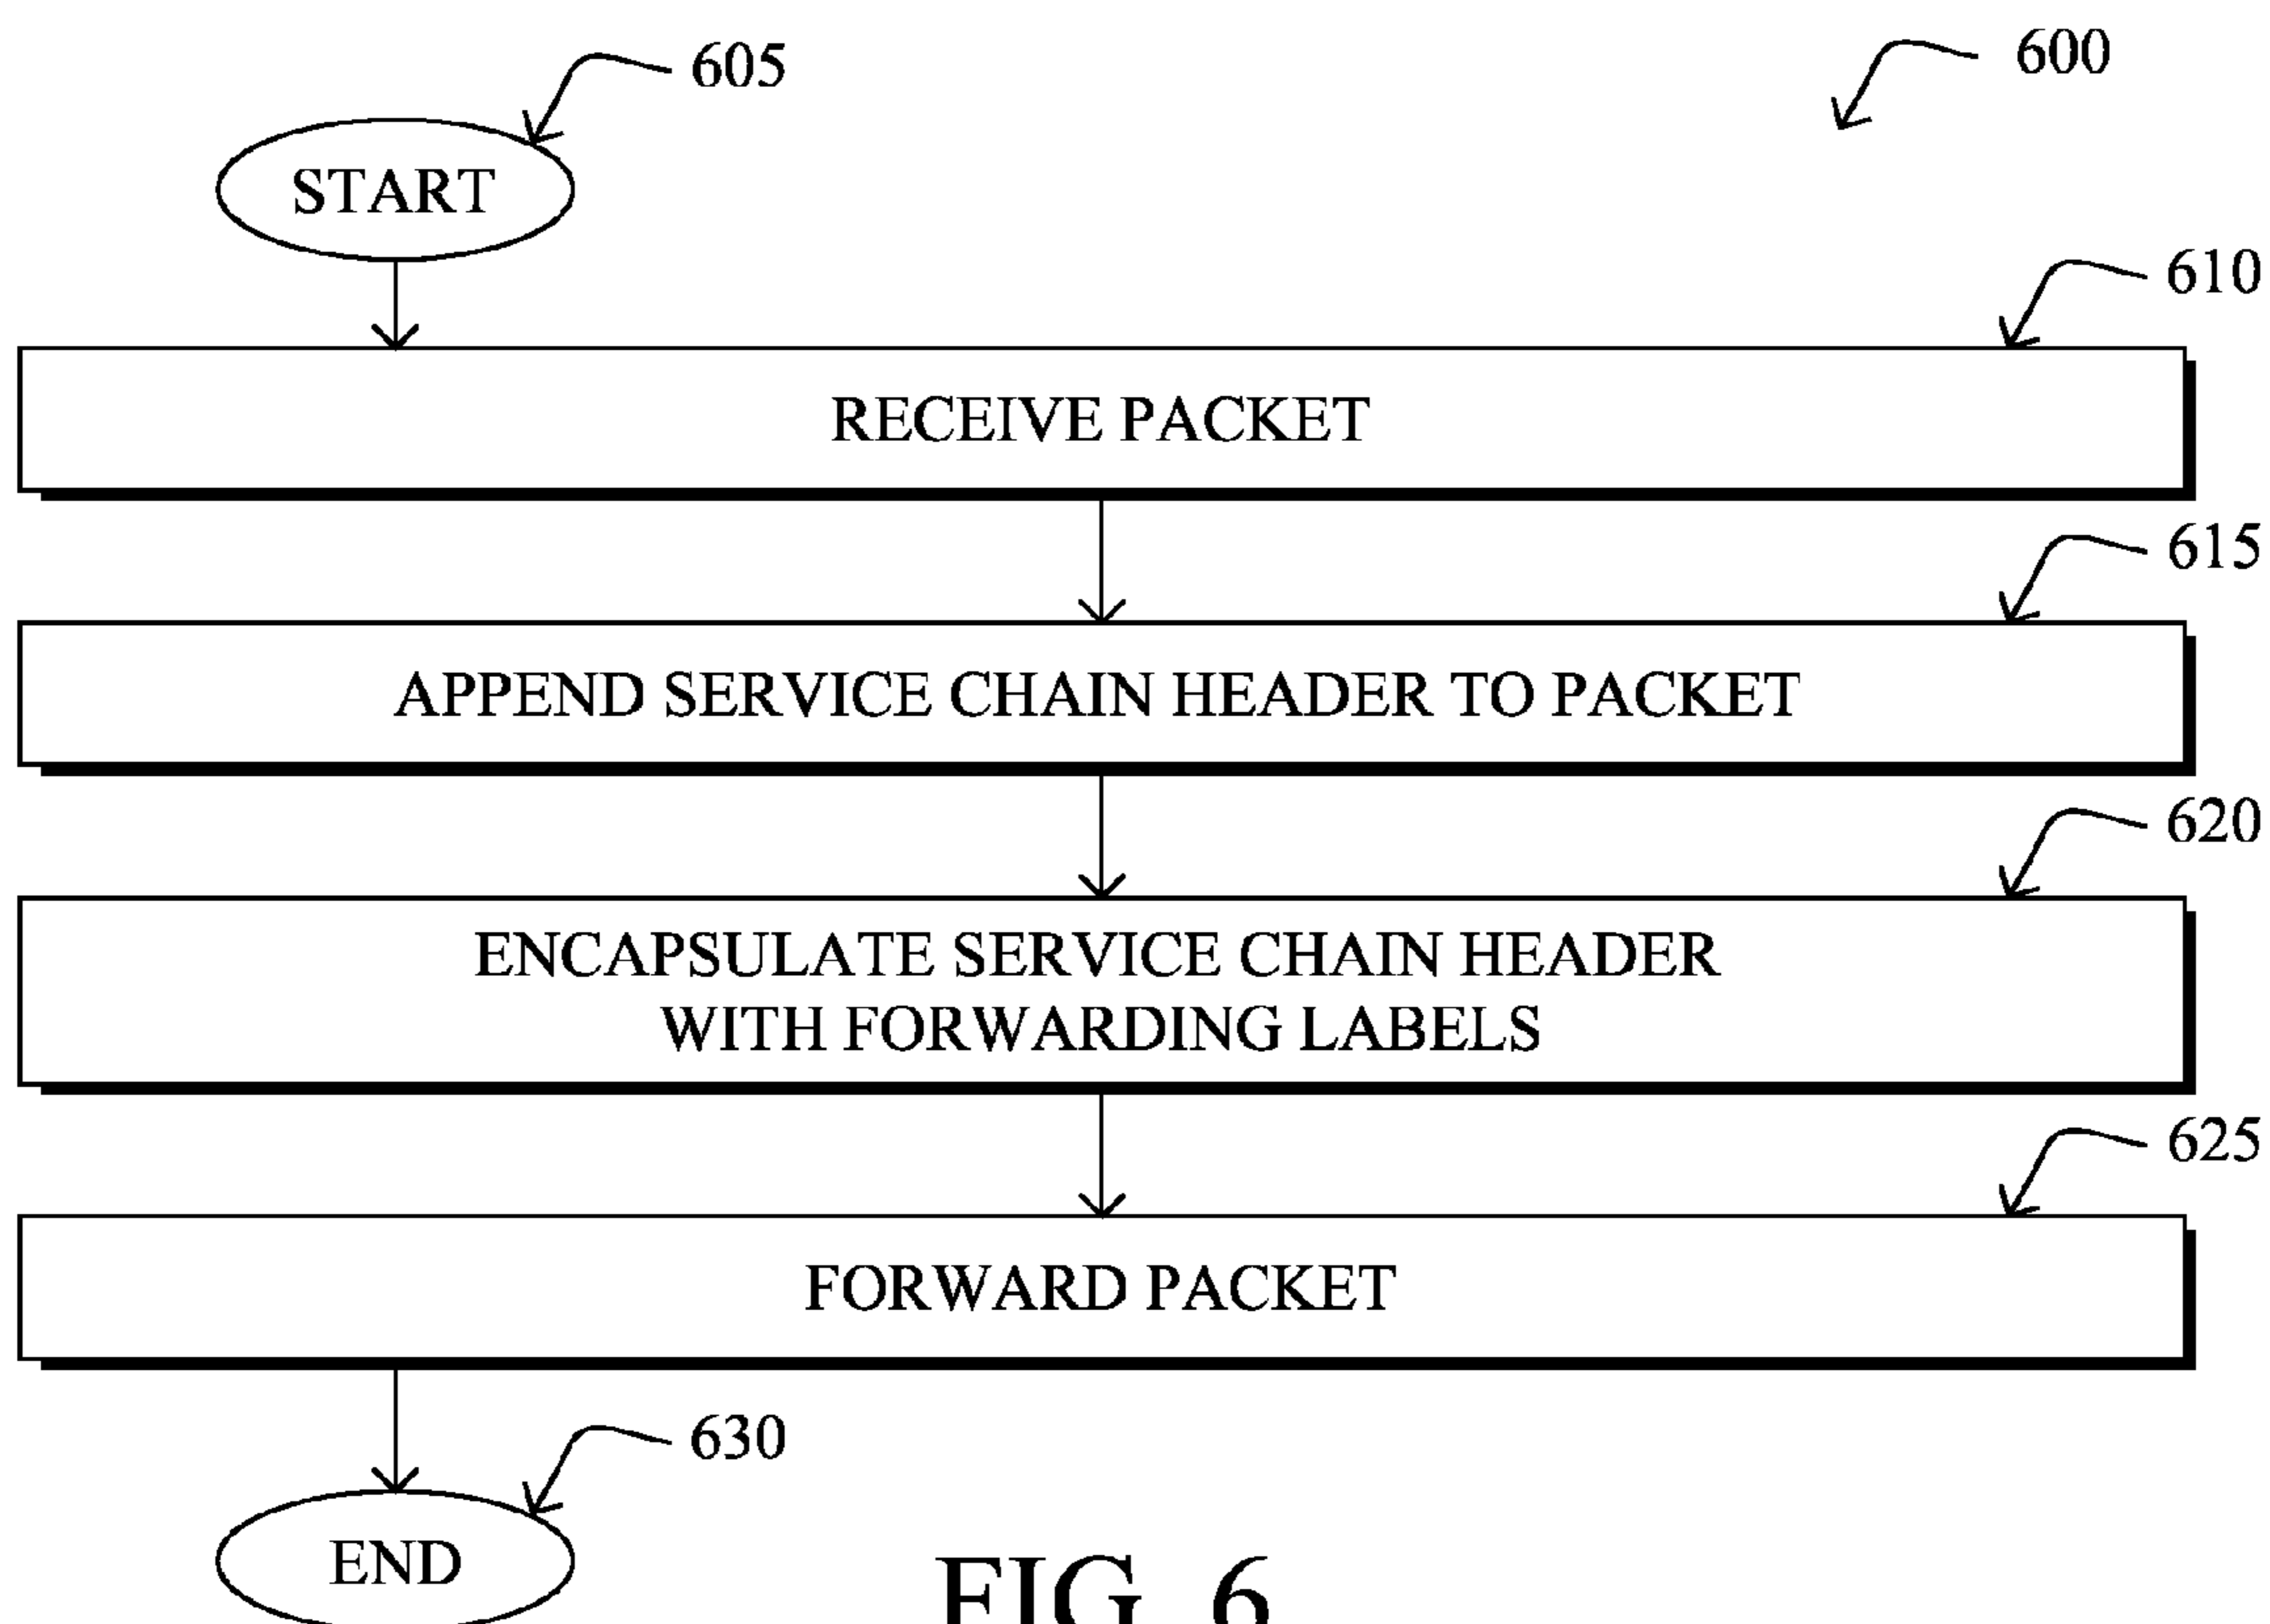 605
600
START
610
RECEIVE PACKET
615
APPEND SERVICE CHAIN HEADER TO PACKET
620
ENCAPSULATE SERVICE CHAIN HEADER
WITH FORWARDING LABELS
625
FORWARD PACKET
630
END
FIG. 6